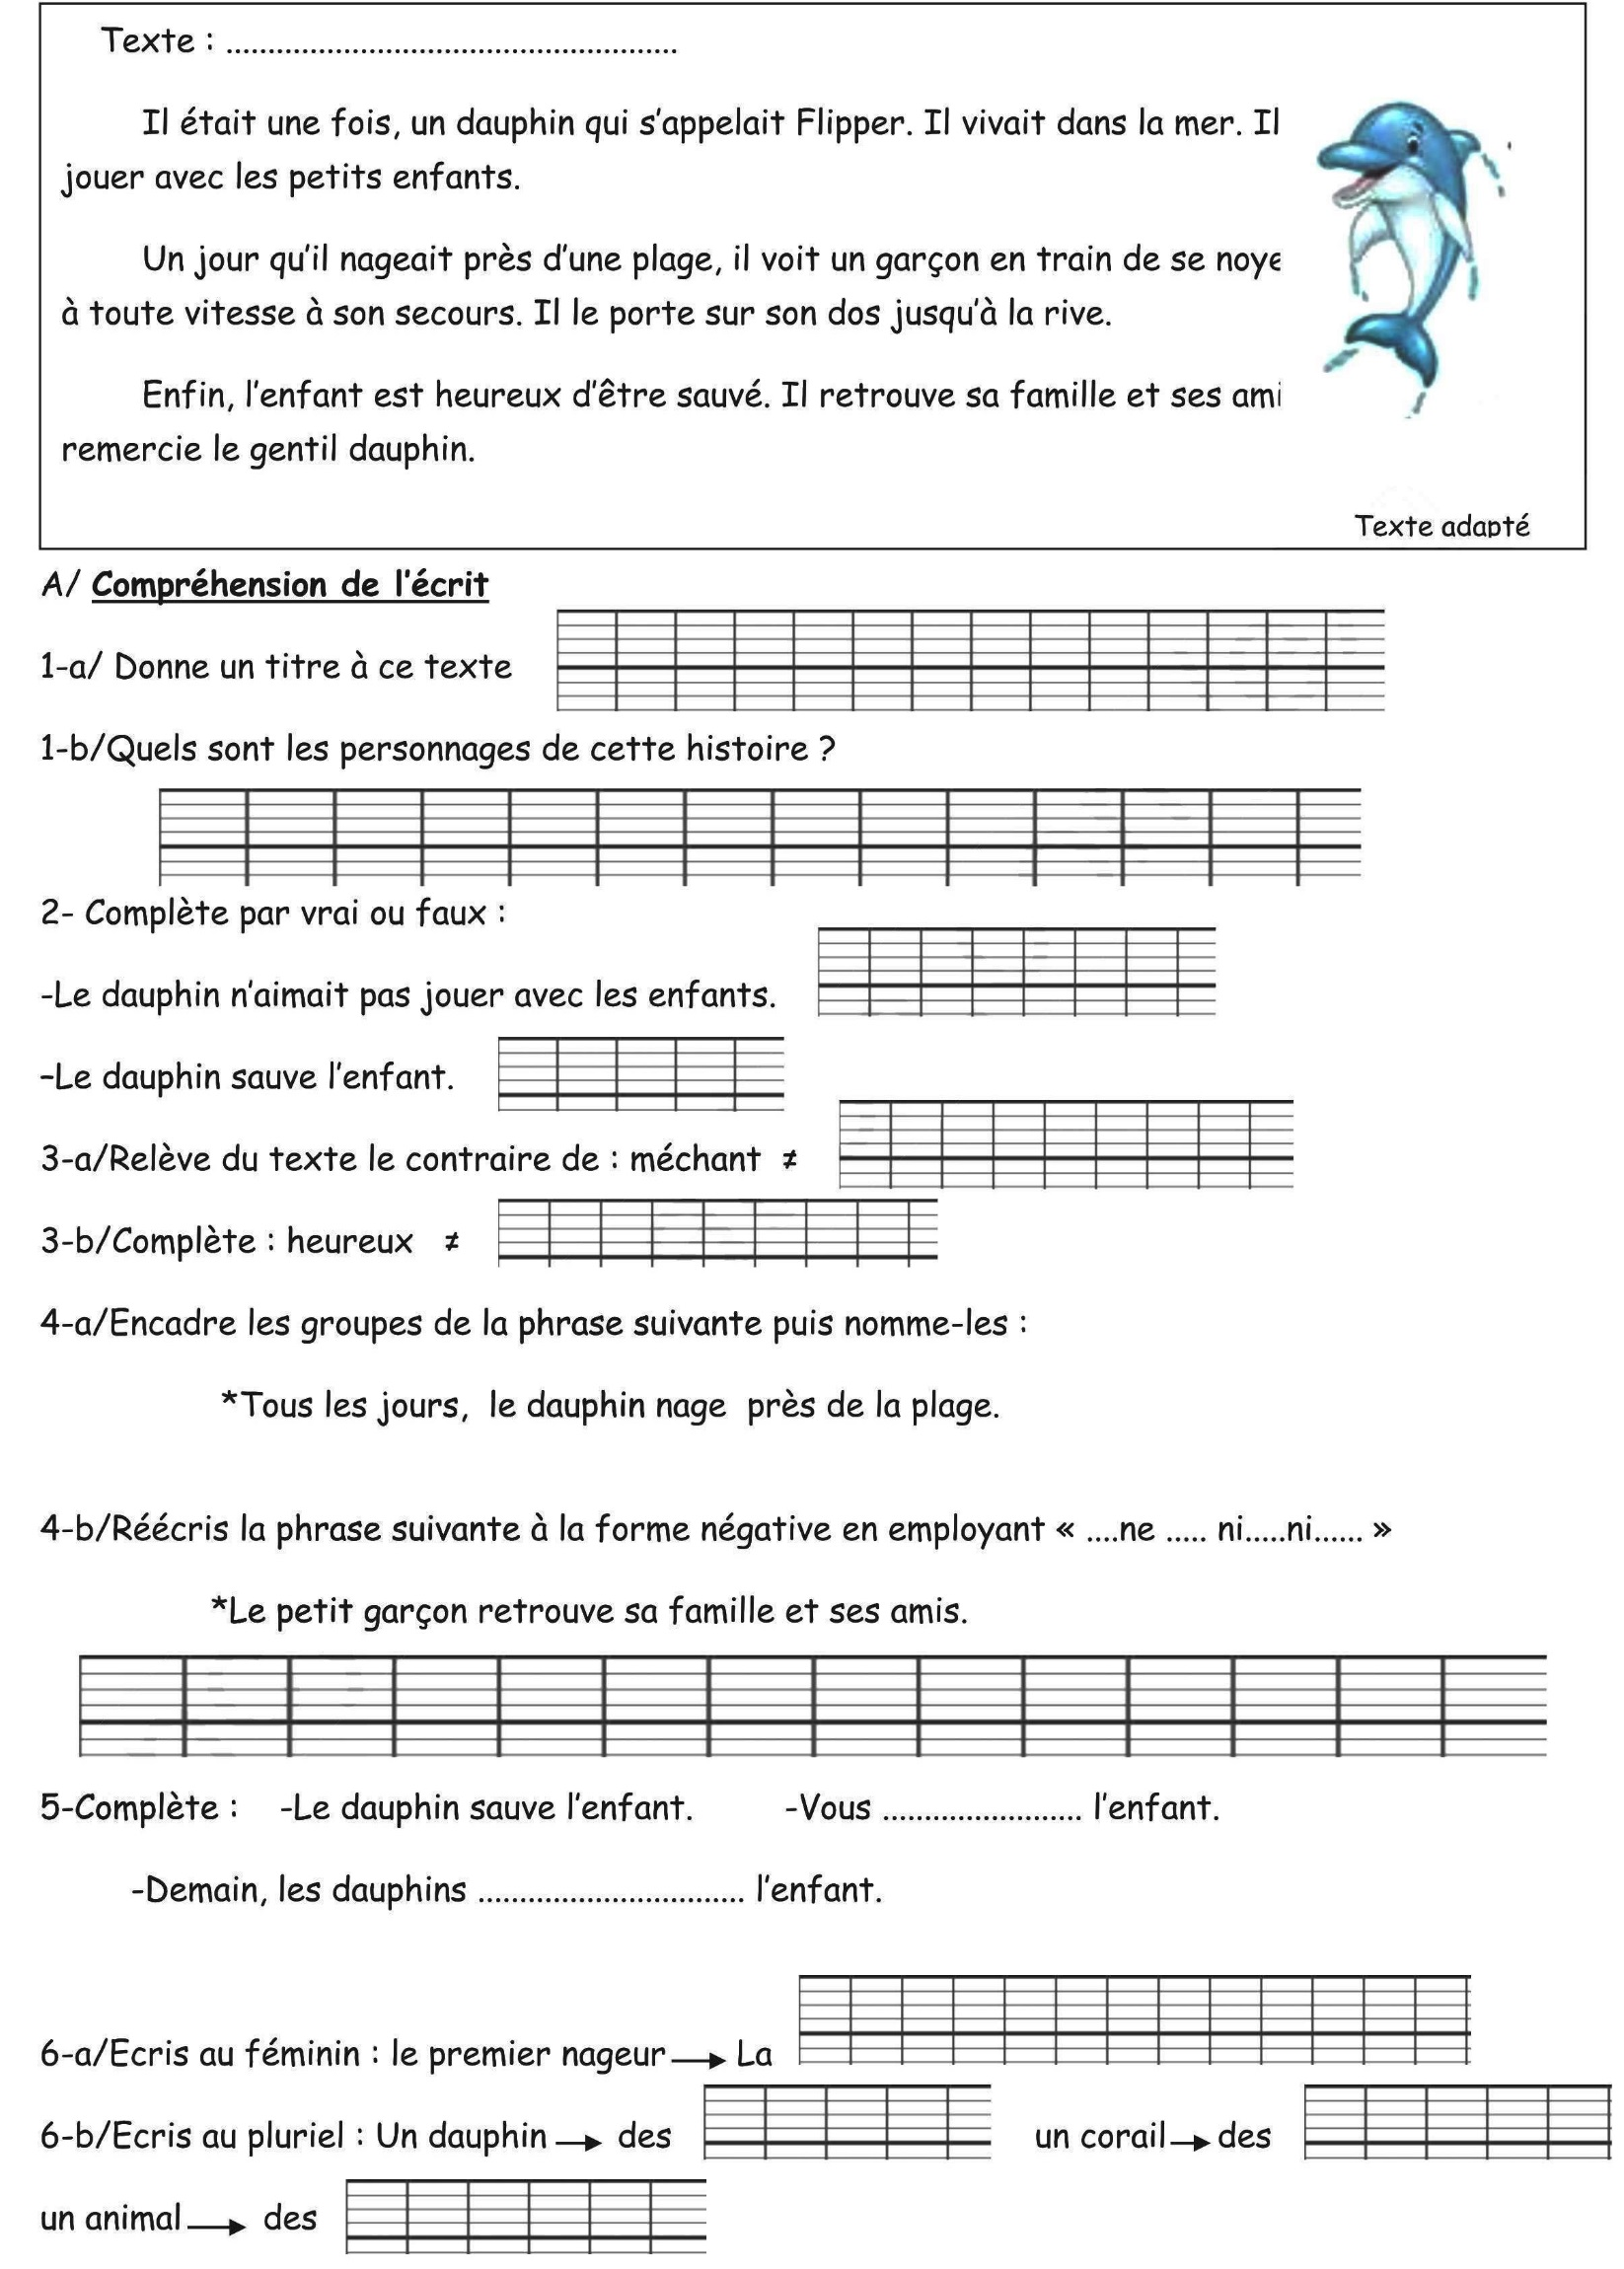 Texte : ......................................................
Il était une fois, un dauphin qui s'appelait Flipper. Il vivait dans la mer. Il
jouer avec les petits enfants.
Un jour qu'il nageait près d'une plage, il voit un garçon en train de se noye
à toute vitesse à son secours. Il le porte sur son dos jusqu'à la rive.
Enfin, l'enfant est heureux d'être sauvé. Il retrouve sa famille et ses ami
remercie le gentil dauphin.
Texte adapté
A/ Compréhension de l'écrit
1-a/ Donne un titre à ce texte
1-b/Quels sont les personnages de cette histoire ?
2- Complète par vrai ou faux :
-Le dauphin n'aimait pas jouer avec les enfants.
-Le dauphin sauve l'enfant.
3-a/Relève du texte le contraire de : méchant ≠
3-b/Complète : heureux ≠
4-a/Encadre les groupes de la phrase suivante puis nomme-les :
*Tous les jours, le dauphin nage près de la plage.
4-b/Réécris la phrase suivante à la forme négative en employant « ....ne ..... ni.....ni...... »
*Le petit garçon retrouve sa famille et ses amis.
5-Complète : -Le dauphin sauve l'enfant. -Vous ........................ l'enfant.
-Demain, les dauphins ................................ l'enfant.
6-a/Ecris au féminin : le premier nageur → La
6-b/Ecris au pluriel : Un dauphin → des un corail → des
un animal → des